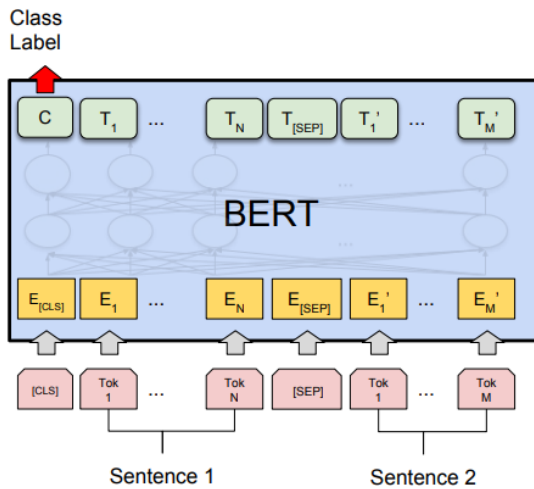 Class
Label
C T1 ... TN T[SEP] T1' ... TM'
...
BERT
...
E[CLS] E1 ... EN E[SEP] E1' ... EM'
[CLS] Tok 1 ... Tok N [SEP] Tok 1 ... Tok M
Sentence 1 Sentence 2